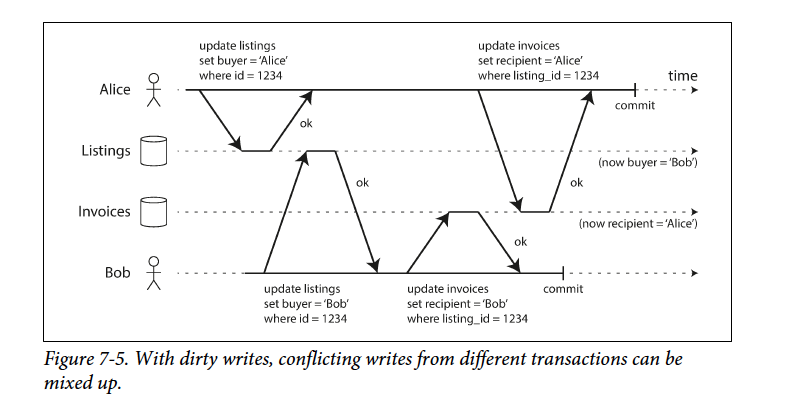 update listings
set buyer = ‘Alice’
where id = 1234
update invoices
set recipient = ‘Alice’
where listing_id = 1234
Alice
time
commit
ok
Listings
(now buyer = ‘Bob’)
ok
ok
Invoices
(now recipient = ‘Alice’)
ok
Bob
update listings
set buyer = ‘Bob’
where id = 1234
update invoices
set recipient = ‘Bob’
where listing_id = 1234
commit
Figure 7-5. With dirty writes, conflicting writes from different transactions can be
mixed up.